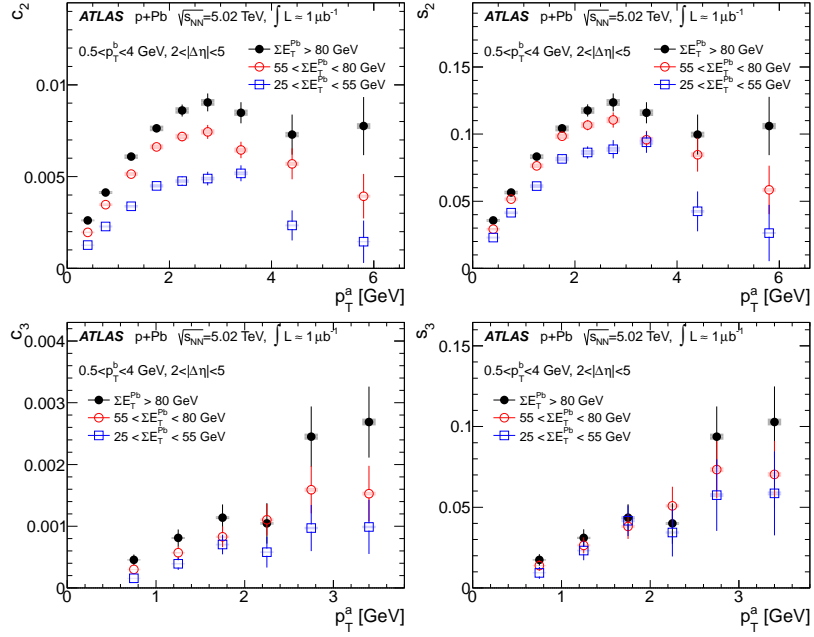 c₂
ATLAS p+Pb √s_NN=5.02 TeV, ∫ L ≃ 1 μb⁻¹
0.5<p_T^b<4 GeV, 2<|Δη|<5
ΣE_T^Pb > 80 GeV
55 < ΣE_T^Pb < 80 GeV
25 < ΣE_T^Pb < 55 GeV
0.01
0.005
0
0 2 4 6
p_T^a [GeV]
s₂
ATLAS p+Pb √s_NN=5.02 TeV, ∫ L ≃ 1 μb⁻¹
0.5<p_T^b<4 GeV, 2<|Δη|<5
ΣE_T^Pb > 80 GeV
55 < ΣE_T^Pb < 80 GeV
25 < ΣE_T^Pb < 55 GeV
0.15
0.1
0.05
0
0 2 4 6
p_T^a [GeV]
c₃
ATLAS p+Pb √s_NN=5.02 TeV, ∫ L ≃ 1 μb⁻¹
0.5<p_T^b<4 GeV, 2<|Δη|<5
ΣE_T^Pb > 80 GeV
55 < ΣE_T^Pb < 80 GeV
25 < ΣE_T^Pb < 55 GeV
0.004
0.003
0.002
0.001
0
0 1 2 3
p_T^a [GeV]
s₃
ATLAS p+Pb √s_NN=5.02 TeV, ∫ L ≃ 1 μb⁻¹
0.5<p_T^b<4 GeV, 2<|Δη|<5
ΣE_T^Pb > 80 GeV
55 < ΣE_T^Pb < 80 GeV
25 < ΣE_T^Pb < 55 GeV
0.15
0.1
0.05
0
0 1 2 3
p_T^a [GeV]